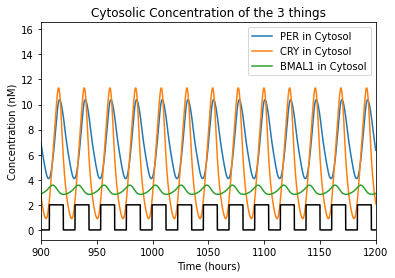 Cytosolic Concentration of the 3 things
PER in Cytosol
CRY in Cytosol
BMAL1 in Cytosol
Concentration (nM)
16
14
12
10
8
6
4
2
0
900
950
1000
1050
1100
1150
1200
Time (hours)